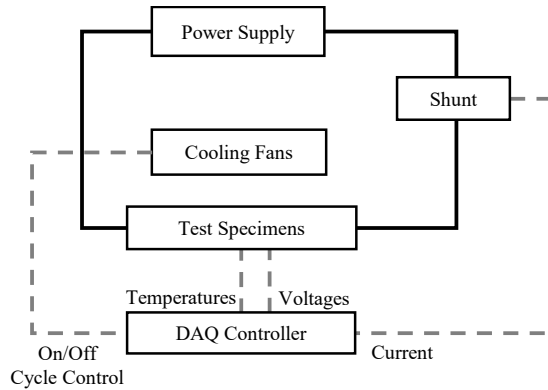 Power Supply
Shunt
Cooling Fans
Test Specimens
Temperatures
Voltages
DAQ Controller
On/Off
Cycle Control
Current